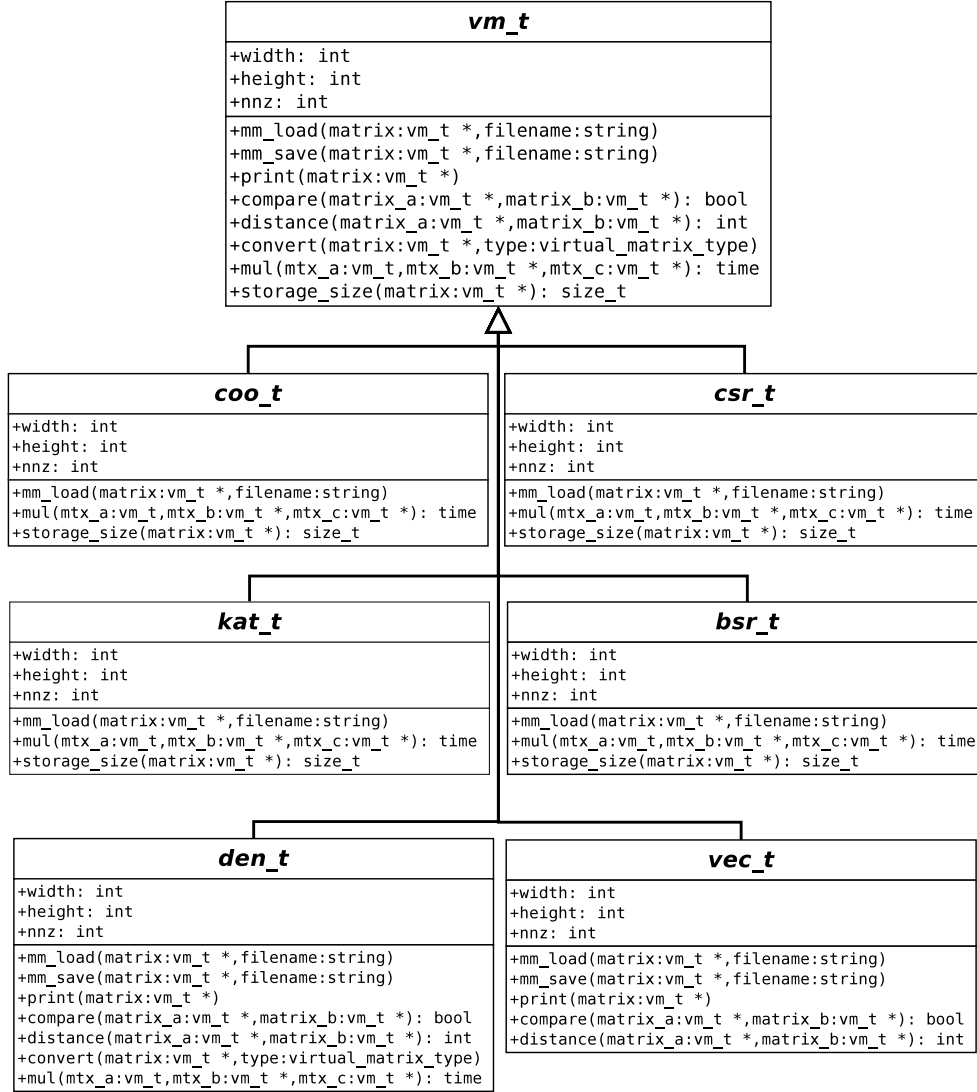 vm_t
+width: int
+height: int
+nnz: int
+mm_load(matrix:vm_t *,filename:string)
+mm_save(matrix:vm_t *,filename:string)
+print(matrix:vm_t *)
+compare(matrix_a:vm_t *,matrix_b:vm_t *): bool
+distance(matrix_a:vm_t *,matrix_b:vm_t *): int
+convert(matrix:vm_t *,type:virtual_matrix_type)
+mul(mtx_a:vm_t,mtx_b:vm_t *,mtx_c:vm_t *): time
+storage_size(matrix:vm_t *): size_t
coo_t
+width: int
+height: int
+nnz: int
+mm_load(matrix:vm_t *,filename:string)
+mul(mtx_a:vm_t,mtx_b:vm_t *,mtx_c:vm_t *): time
+storage_size(matrix:vm_t *): size_t
csr_t
+width: int
+height: int
+nnz: int
+mm_load(matrix:vm_t *,filename:string)
+mul(mtx_a:vm_t,mtx_b:vm_t *,mtx_c:vm_t *): time
+storage_size(matrix:vm_t *): size_t
kat_t
+width: int
+height: int
+nnz: int
+mm_load(matrix:vm_t *,filename:string)
+mul(mtx_a:vm_t,mtx_b:vm_t *,mtx_c:vm_t *): time
+storage_size(matrix:vm_t *): size_t
bsr_t
+width: int
+height: int
+nnz: int
+mm_load(matrix:vm_t *,filename:string)
+mul(mtx_a:vm_t,mtx_b:vm_t *,mtx_c:vm_t *): time
+storage_size(matrix:vm_t *): size_t
den_t
+width: int
+height: int
+nnz: int
+mm_load(matrix:vm_t *,filename:string)
+mm_save(matrix:vm_t *,filename:string)
+print(matrix:vm_t *)
+compare(matrix_a:vm_t *,matrix_b:vm_t *): bool
+distance(matrix_a:vm_t *,matrix_b:vm_t *): int
+convert(matrix:vm_t *,type:virtual_matrix_type)
+mul(mtx_a:vm_t,mtx_b:vm_t *,mtx_c:vm_t *): time
vec_t
+width: int
+height: int
+nnz: int
+mm_load(matrix:vm_t *,filename:string)
+mm_save(matrix:vm_t *,filename:string)
+print(matrix:vm_t *)
+compare(matrix_a:vm_t *,matrix_b:vm_t *): bool
+distance(matrix_a:vm_t *,matrix_b:vm_t *): int